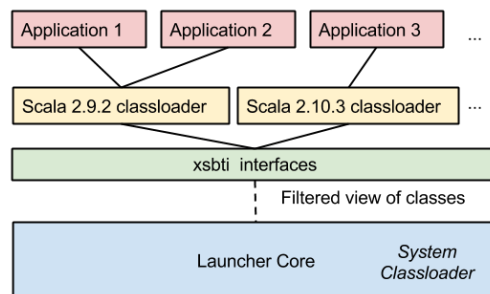 Application 1
Application 2
Application 3
...
Scala 2.9.2 classloader
Scala 2.10.3 classloader
...
xsbti interfaces
Filtered view of classes
Launcher Core
System
Classloader